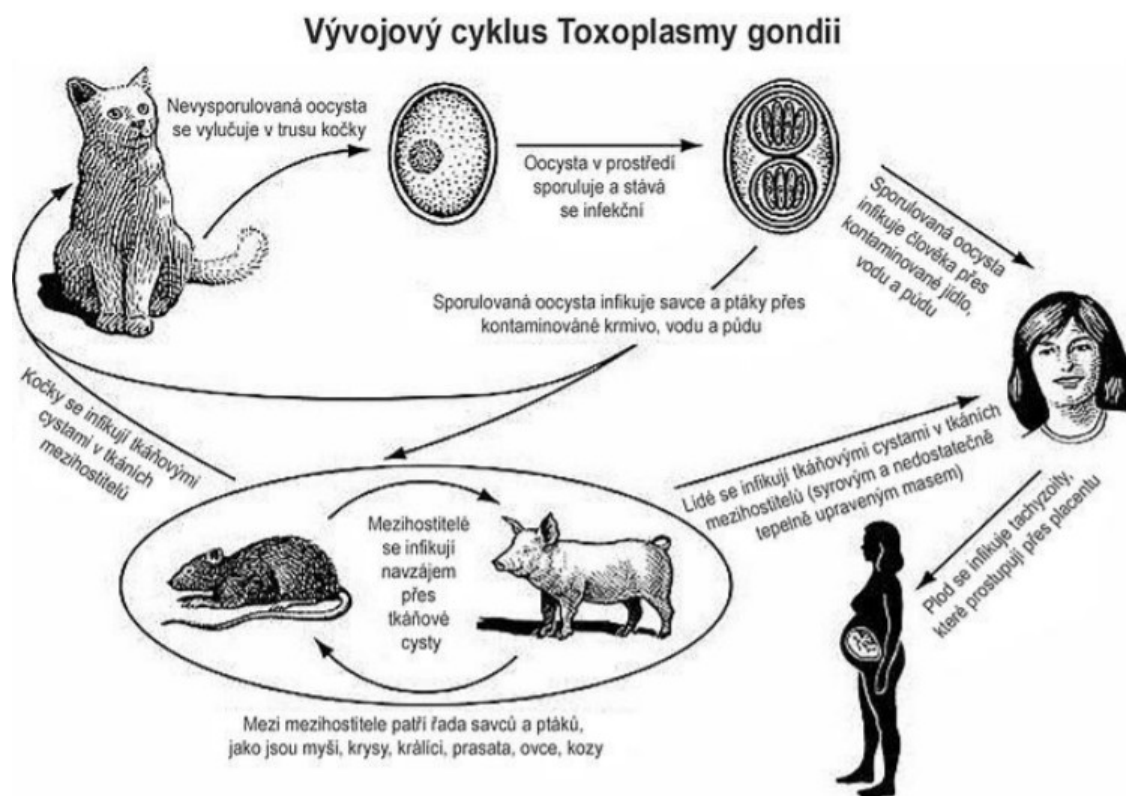 Vývojový cyklus Toxoplasmy gondii
Nevysporulovaná oocysta
se vylučuje v trusu kočky
Oocysta v prostředí
sporuluje a stává
se infekční
Sporulovaná oocysta
infikuje člověka přes
kontaminované jídlo,
vodu a půdu
Sporulovaná oocysta infikuje savce a ptáky přes
kontaminováné krmivo, vodu a půdu
Kočky se infikují tkáňovými
cystami v tkáních
mezihostitelů
Mezihostitelé
se infikují
navzájem
přes
tkáňové
cysty
Lidé se infikují tkáňovými cystami v tkáních
mezihostitelů (syrovým a nedostatečně
tepelně upraveným masem)
Plod se infikuje tachyzoity,
které prostupují přes placantu
Mezi mezihostitele patří řada savců a ptáků,
jako jsou myši, krysy, králíci, prasata, ovce, kozy